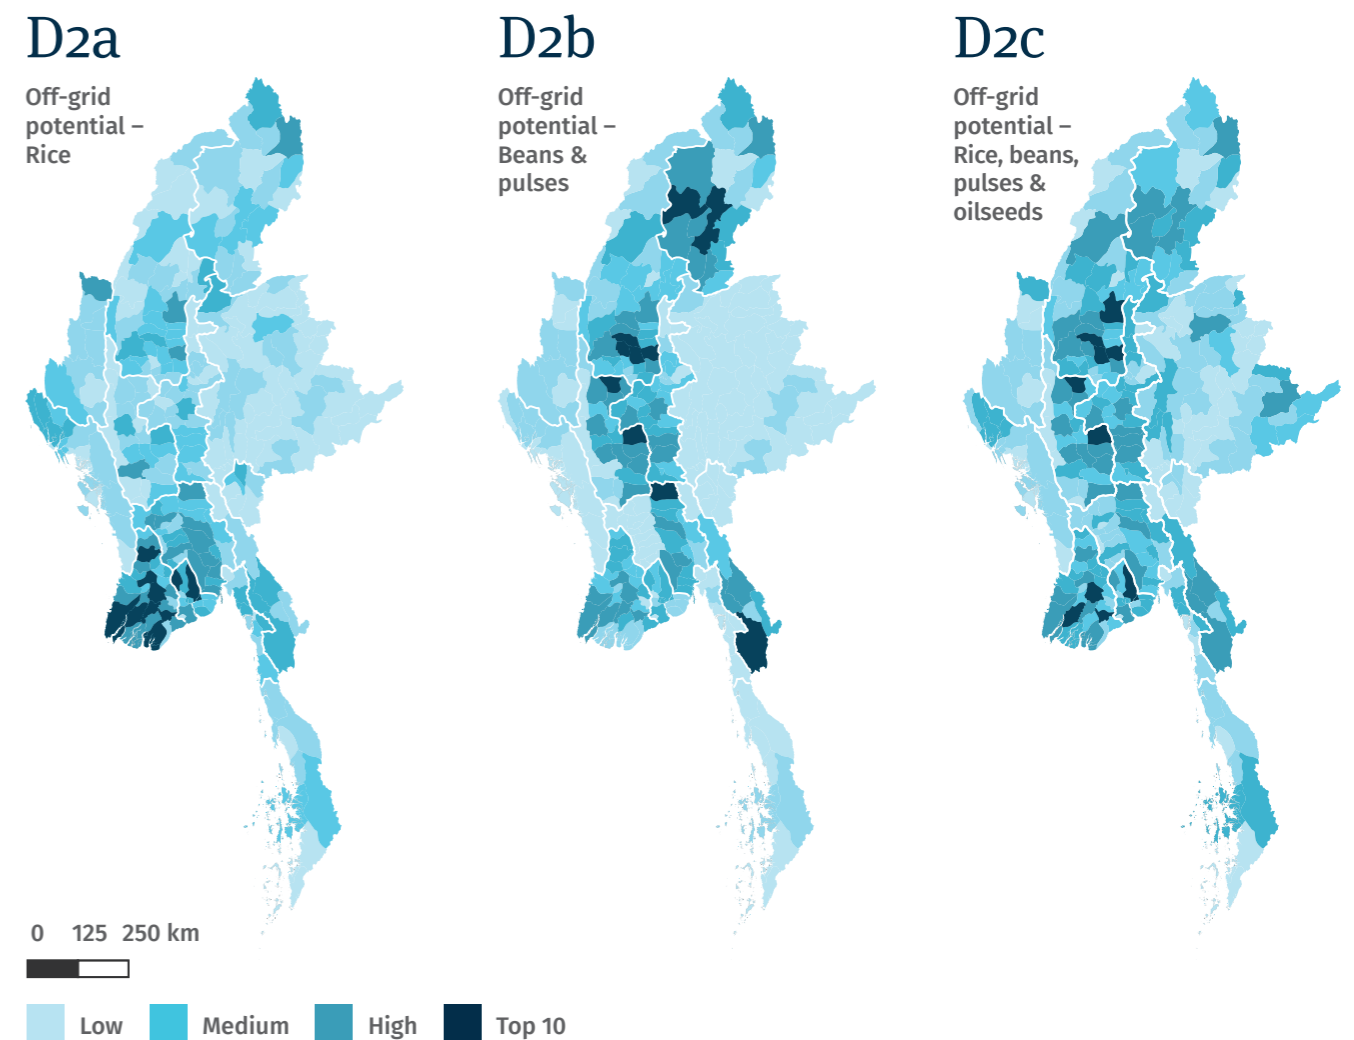 D2a
Off-grid
potential –
Rice
D2b
Off-grid
potential –
Beans &
pulses
D2c
Off-grid
potential –
Rice, beans,
pulses &
oilseeds
0 125 250 km
Low Medium High Top 10